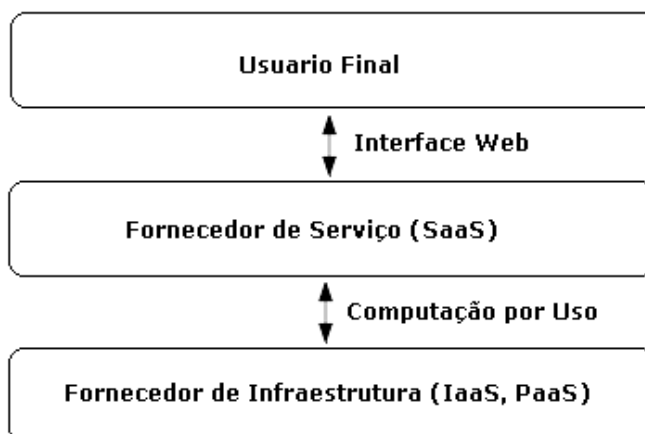 Usuario Final
Interface Web
Fornecedor de Serviço (SaaS)
Computação por Uso
Fornecedor de Infraestrutura (IaaS, PaaS)